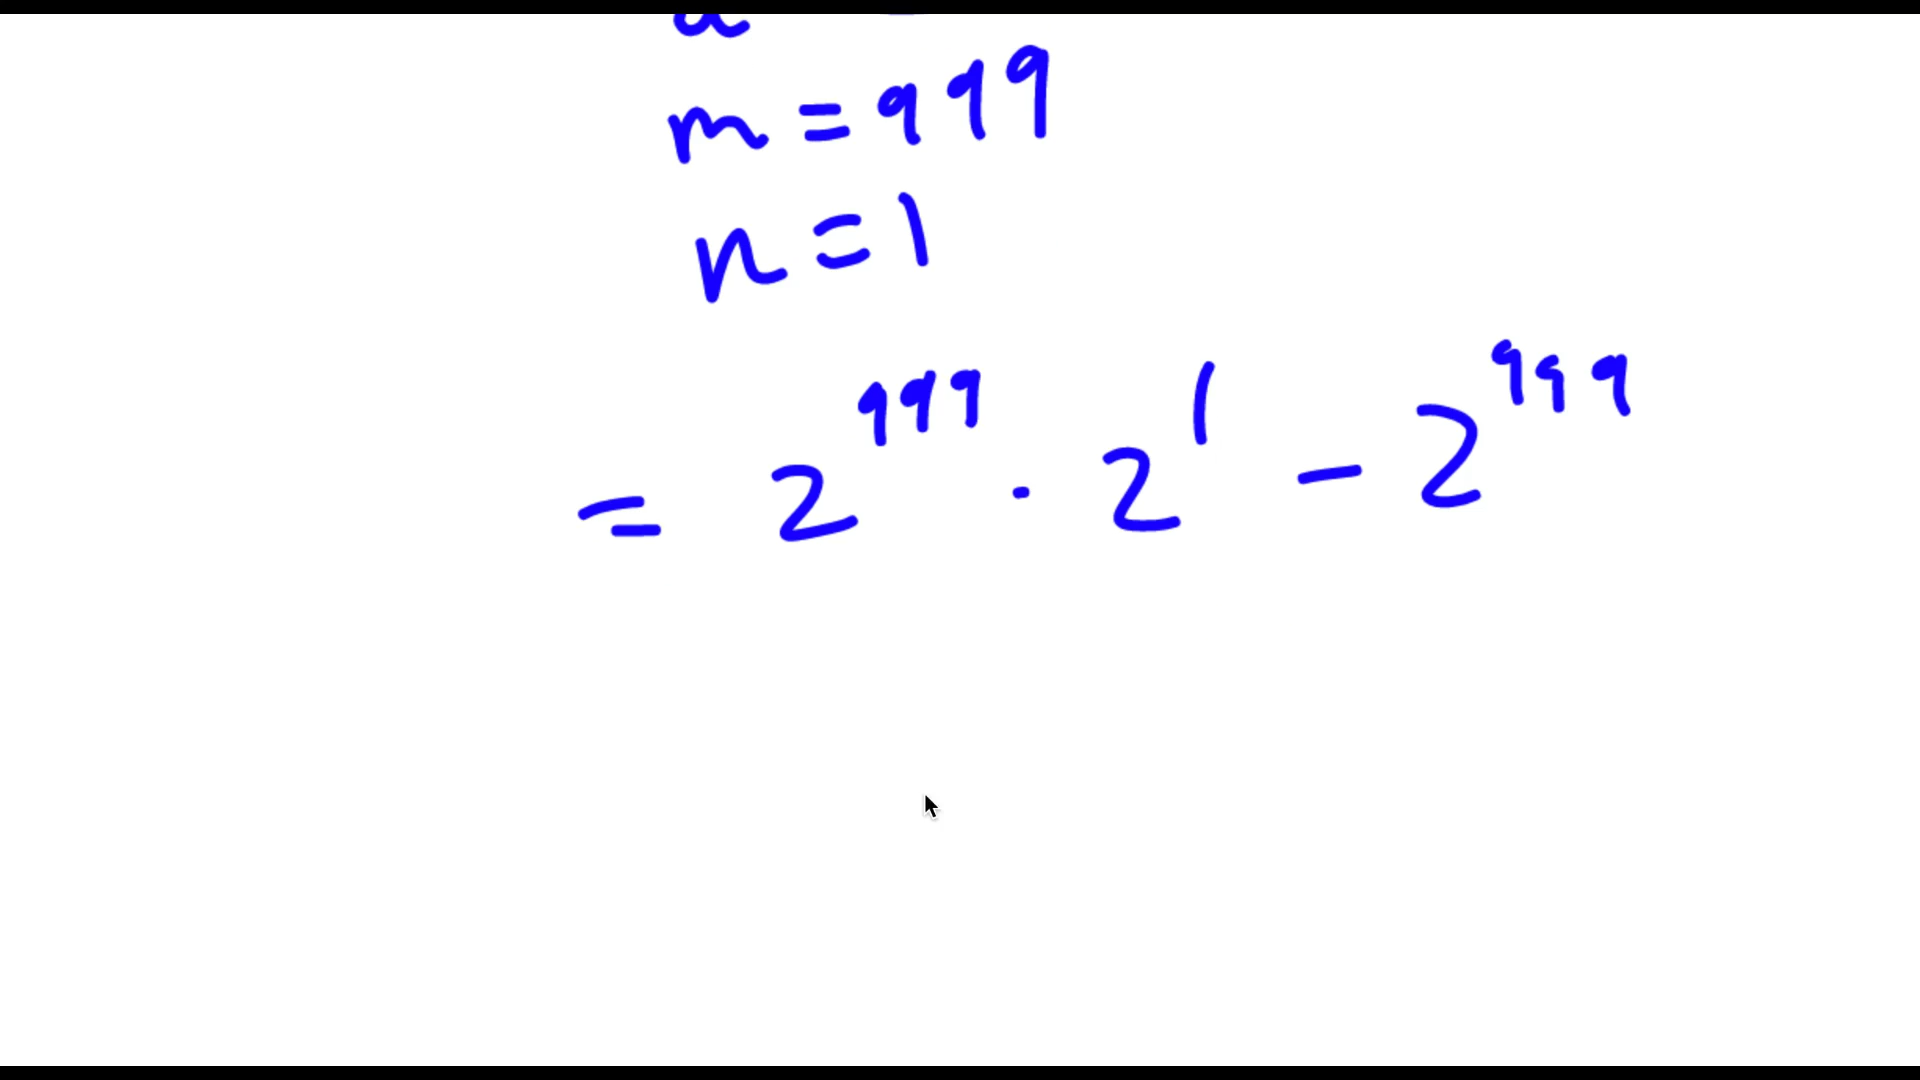 m = 999
n = 1
= 2^999 · 2^1 - 2^999